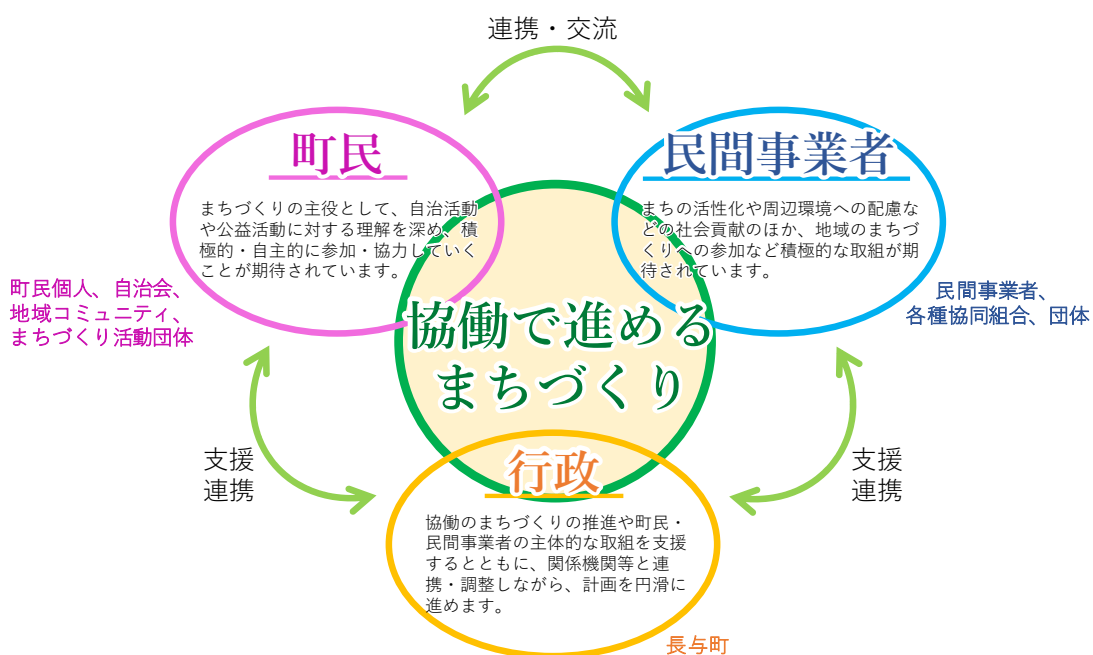 連携・交流
町民
まちづくりの主役として、自治活動
や公益活動に対する理解を深め、積
極的・自主的に参加・協力していく
ことが期待されています。
町民個人、自治会、
地域コミュニティ、
まちづくり活動団体
民間事業者
まちの活性化や周辺環境への配慮な
どの社会貢献のほか、地域のまちづ
くりへの参加など積極的な取組が期
待されています。
民間事業者、
各種協同組合、団体
協働で進める
まちづくり
支援
連携
支援
連携
行政
協働のまちづくりの推進や町民・
民間事業者の主体的な取組を支援
するとともに、関係機関等と連
携・調整しながら、計画を円滑に
進めます。
長与町